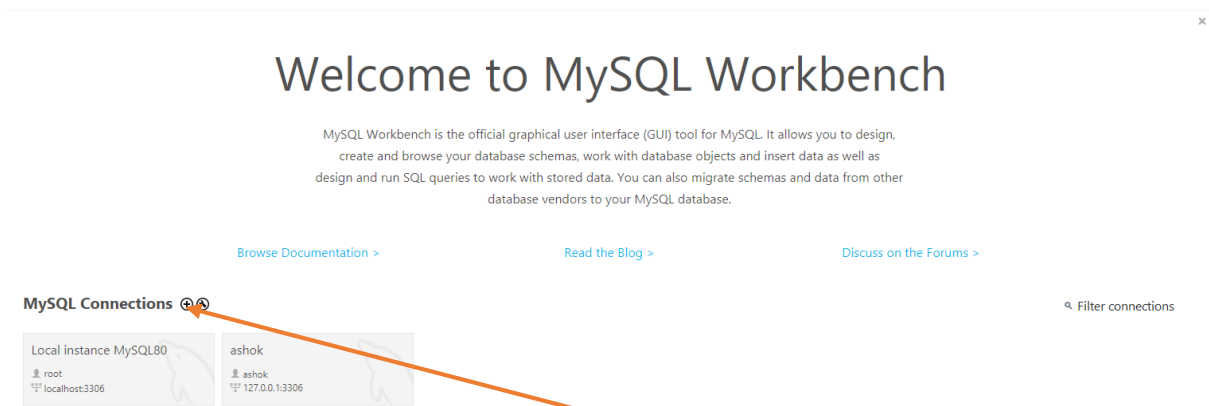 Welcome to MySQL Workbench
MySQL Workbench is the official graphical user interface (GUI) tool for MySQL. It allows you to design,
create and browse your database schemas, work with database objects and insert data as well as
design and run SQL queries to work with stored data. You can also migrate schemas and data from other
database vendors to your MySQL database.
Browse Documentation > Read the Blog > Discuss on the Forums >
MySQL Connections Filter connections
Local instance MySQL80
root
localhost:3306
ashok
ashok
127.0.0.1:3306